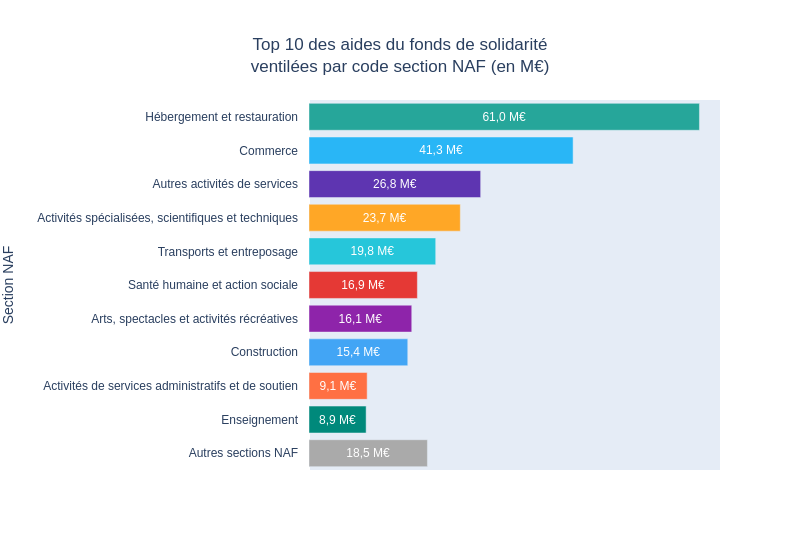 Top 10 des aides du fonds de solidarité
ventilées par code section NAF (en M€)
Section NAF
Hébergement et restauration 61,0 M€
Commerce 41,3 M€
Autres activités de services 26,8 M€
Activités spécialisées, scientifiques et techniques 23,7 M€
Transports et entreposage 19,8 M€
Santé humaine et action sociale 16,9 M€
Arts, spectacles et activités récréatives 16,1 M€
Construction 15,4 M€
Activités de services administratifs et de soutien 9,1 M€
Enseignement 8,9 M€
Autres sections NAF 18,5 M€